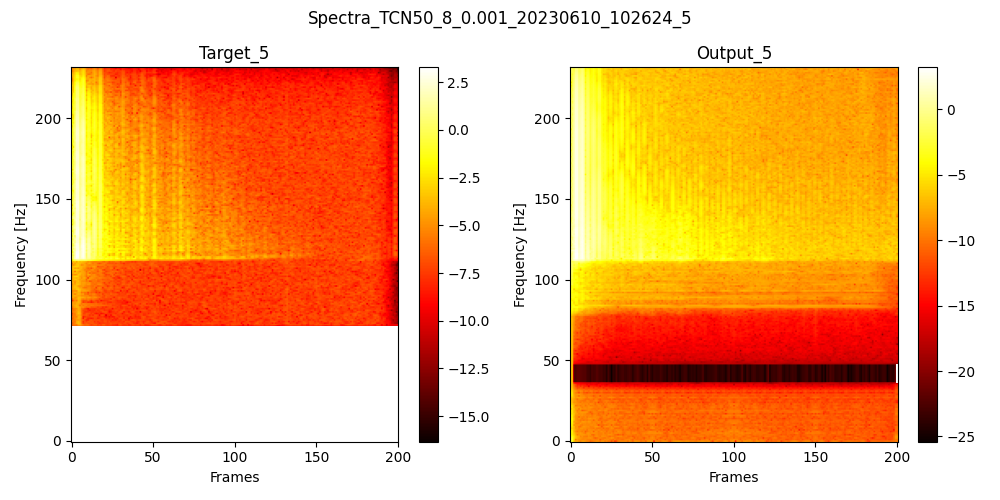 Spectra_TCN50_8_0.001_20230610_102624_5
Target_5
Output_5
Frequency [Hz]
200
150
100
50
0
0 50 100 150 200
Frames
2.5
0.0
−2.5
−5.0
−7.5
−10.0
−12.5
−15.0
Frequency [Hz]
200
150
100
50
0
0 50 100 150 200
Frames
0
−5
−10
−15
−20
−25